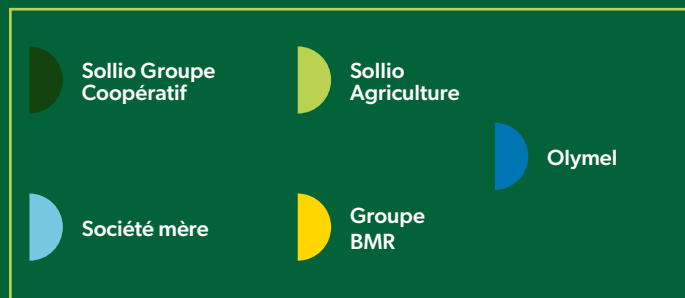 Sollio Groupe
Coopératif
Sollio
Agriculture
Olymel
Société mère
Groupe
BMR